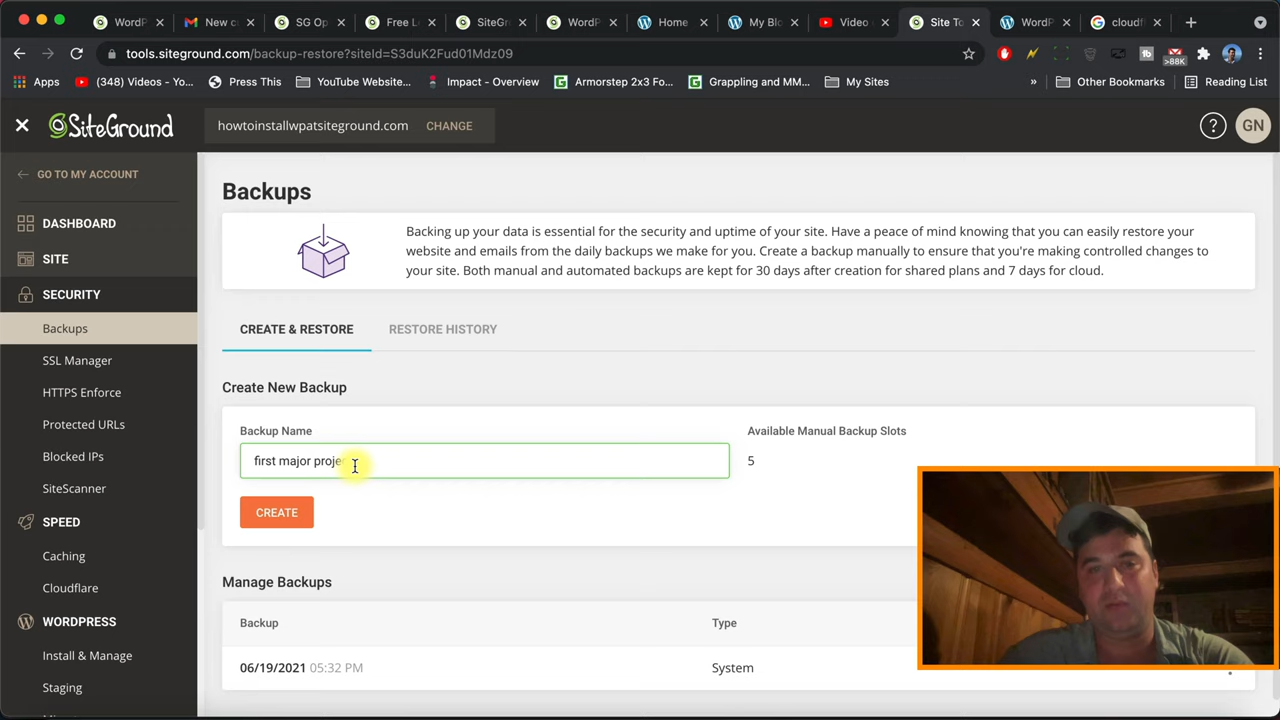 WordP
New c
SG Op
Free L
SiteGr
WordP
Home
My Blo
Video
Site To
WordP
cloudf
tools.siteground.com/backup-restore?siteId=S3duK2Fud01Mdz09
>88K
Apps
(348) Videos - Yo...
Press This
YouTube Website...
Impact - Overview
Armorstep 2x3 Fo...
Grappling and MM...
My Sites
»
Other Bookmarks
Reading List
SiteGround
howtoinstallwpatsiteground.com CHANGE
GN
GO TO MY ACCOUNT
DASHBOARD
SITE
SECURITY
Backups
SSL Manager
HTTPS Enforce
Protected URLs
Blocked IPs
SiteScanner
SPEED
Caching
Cloudflare
WORDPRESS
Install & Manage
Staging
Backups
Backing up your data is essential for the security and uptime of your site. Have a peace of mind knowing that you can easily restore your
website and emails from the daily backups we make for you. Create a backup manually to ensure that you're making controlled changes to
your site. Both manual and automated backups are kept for 30 days after creation for shared plans and 7 days for cloud.
CREATE & RESTORE
RESTORE HISTORY
Create New Backup
Backup Name
first major proje
CREATE
Available Manual Backup Slots
5
Manage Backups
Backup
Type
06/19/2021 05:32 PM
System